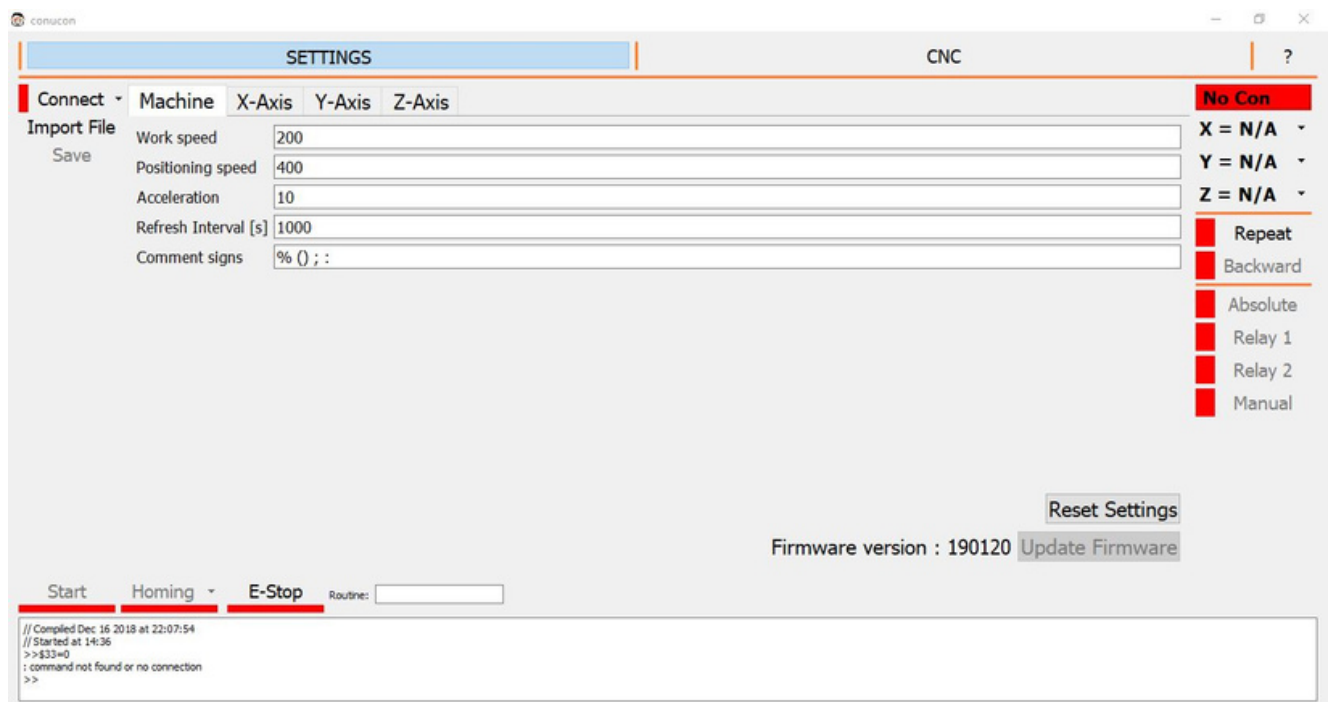 conucon
SETTINGS
CNC
?
Connect
Import File
Save
Machine X-Axis Y-Axis Z-Axis
Work speed 200
Positioning speed 400
Acceleration 10
Refresh Interval [s] 1000
Comment signs % () ; :
No Con
X = N/A
Y = N/A
Z = N/A
Repeat
Backward
Absolute
Relay 1
Relay 2
Manual
Reset Settings
Firmware version : 190120 Update Firmware
Start Homing E-Stop Routine:
// Compiled Dec 16 2018 at 22:07:54
// Started at 14:36
>>$33=0
: command not found or no connection
>>